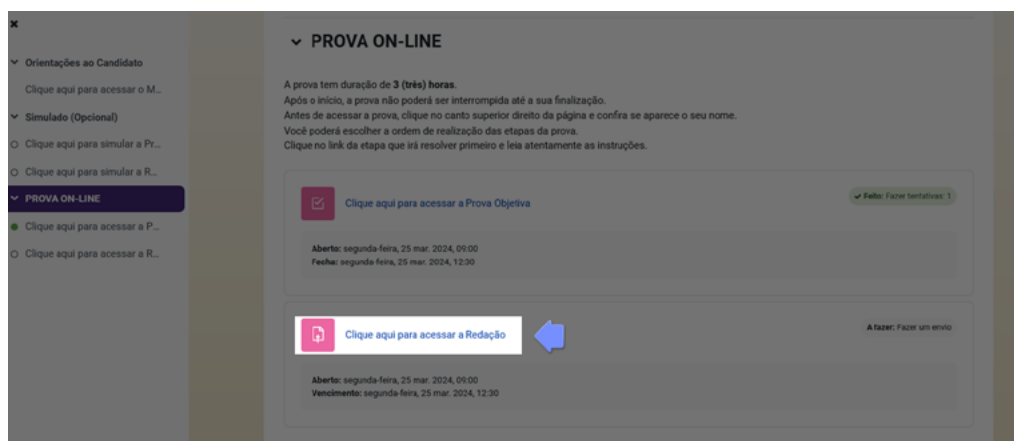 Orientações ao Candidato
Clique aqui para acessar o M...
Simulado (Opcional)
Clique aqui para simular a Pr...
Clique aqui para simular a R...
PROVA ON-LINE
Clique aqui para acessar a P...
Clique aqui para acessar a R...
PROVA ON-LINE
A prova tem duração de 3 (três) horas.
Após o início, a prova não poderá ser interrompida até a sua finalização.
Antes de acessar a prova, clique no canto superior direito da página e confira se aparece o seu nome.
Você poderá escolher a ordem de realização das etapas da prova.
Clique no link da etapa que irá resolver primeiro e leia atentamente as instruções.
Clique aqui para acessar a Prova Objetiva
Feito: Fazer tentativas: 1
Aberto: segunda-feira, 25 mar. 2024, 09:00
Fecha: segunda-feira, 25 mar. 2024, 12:30
Clique aqui para acessar a Redação
A fazer: Fazer um envio
Aberto: segunda-feira, 25 mar. 2024, 09:00
Vencimento: segunda-feira, 25 mar. 2024, 12:30